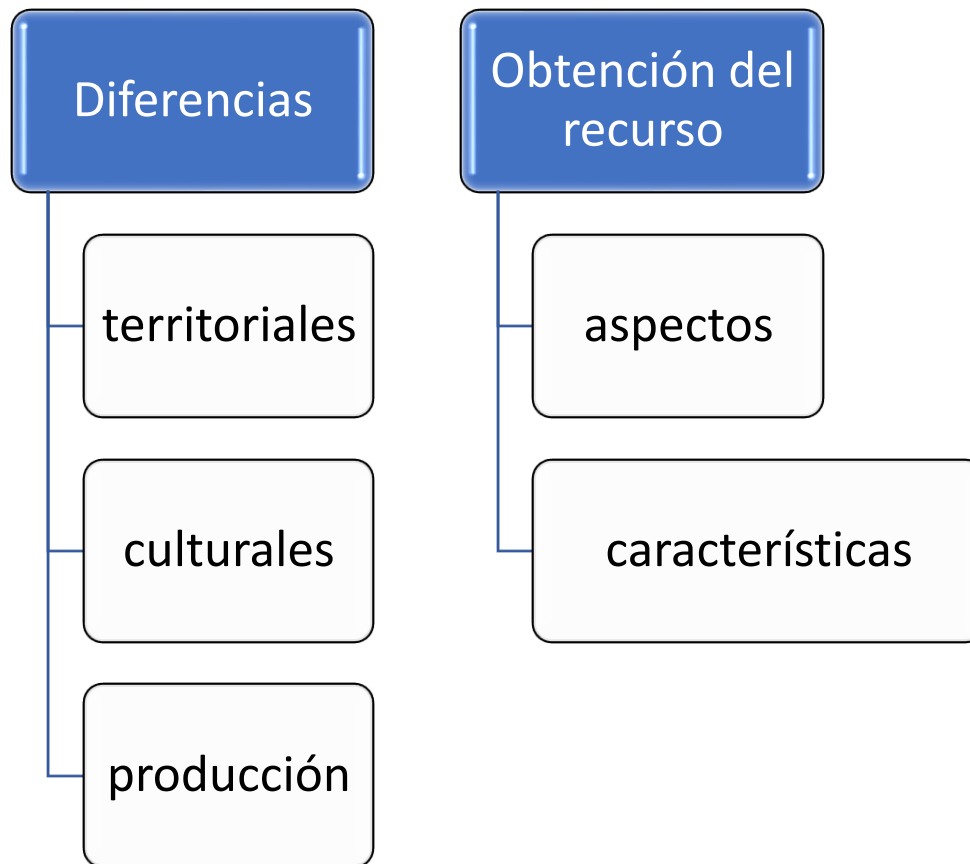 Diferencias
territoriales
culturales
producción
Obtención del
recurso
aspectos
características